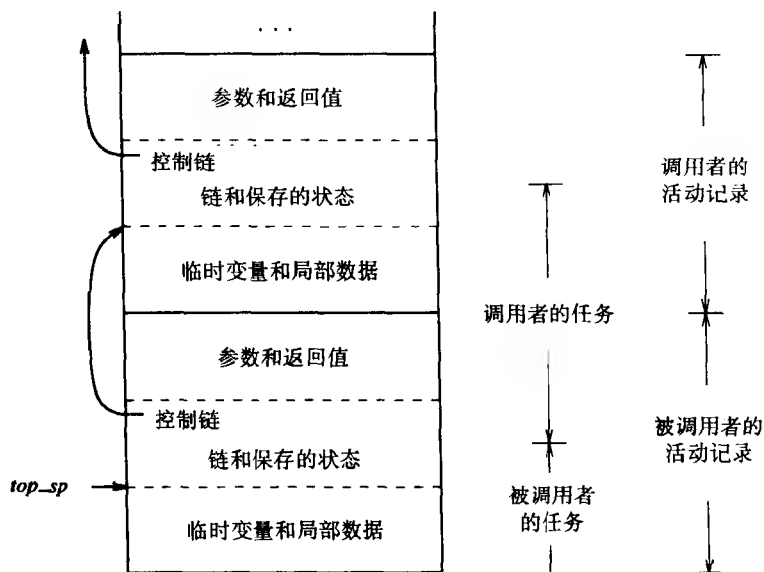 ...
参数和返回值
控制链
链和保存的状态
临时变量和局部数据
参数和返回值
控制链
链和保存的状态
top_sp
临时变量和局部数据
调用者的任务
被调用者
的任务
调用者的
活动记录
被调用者的
活动记录